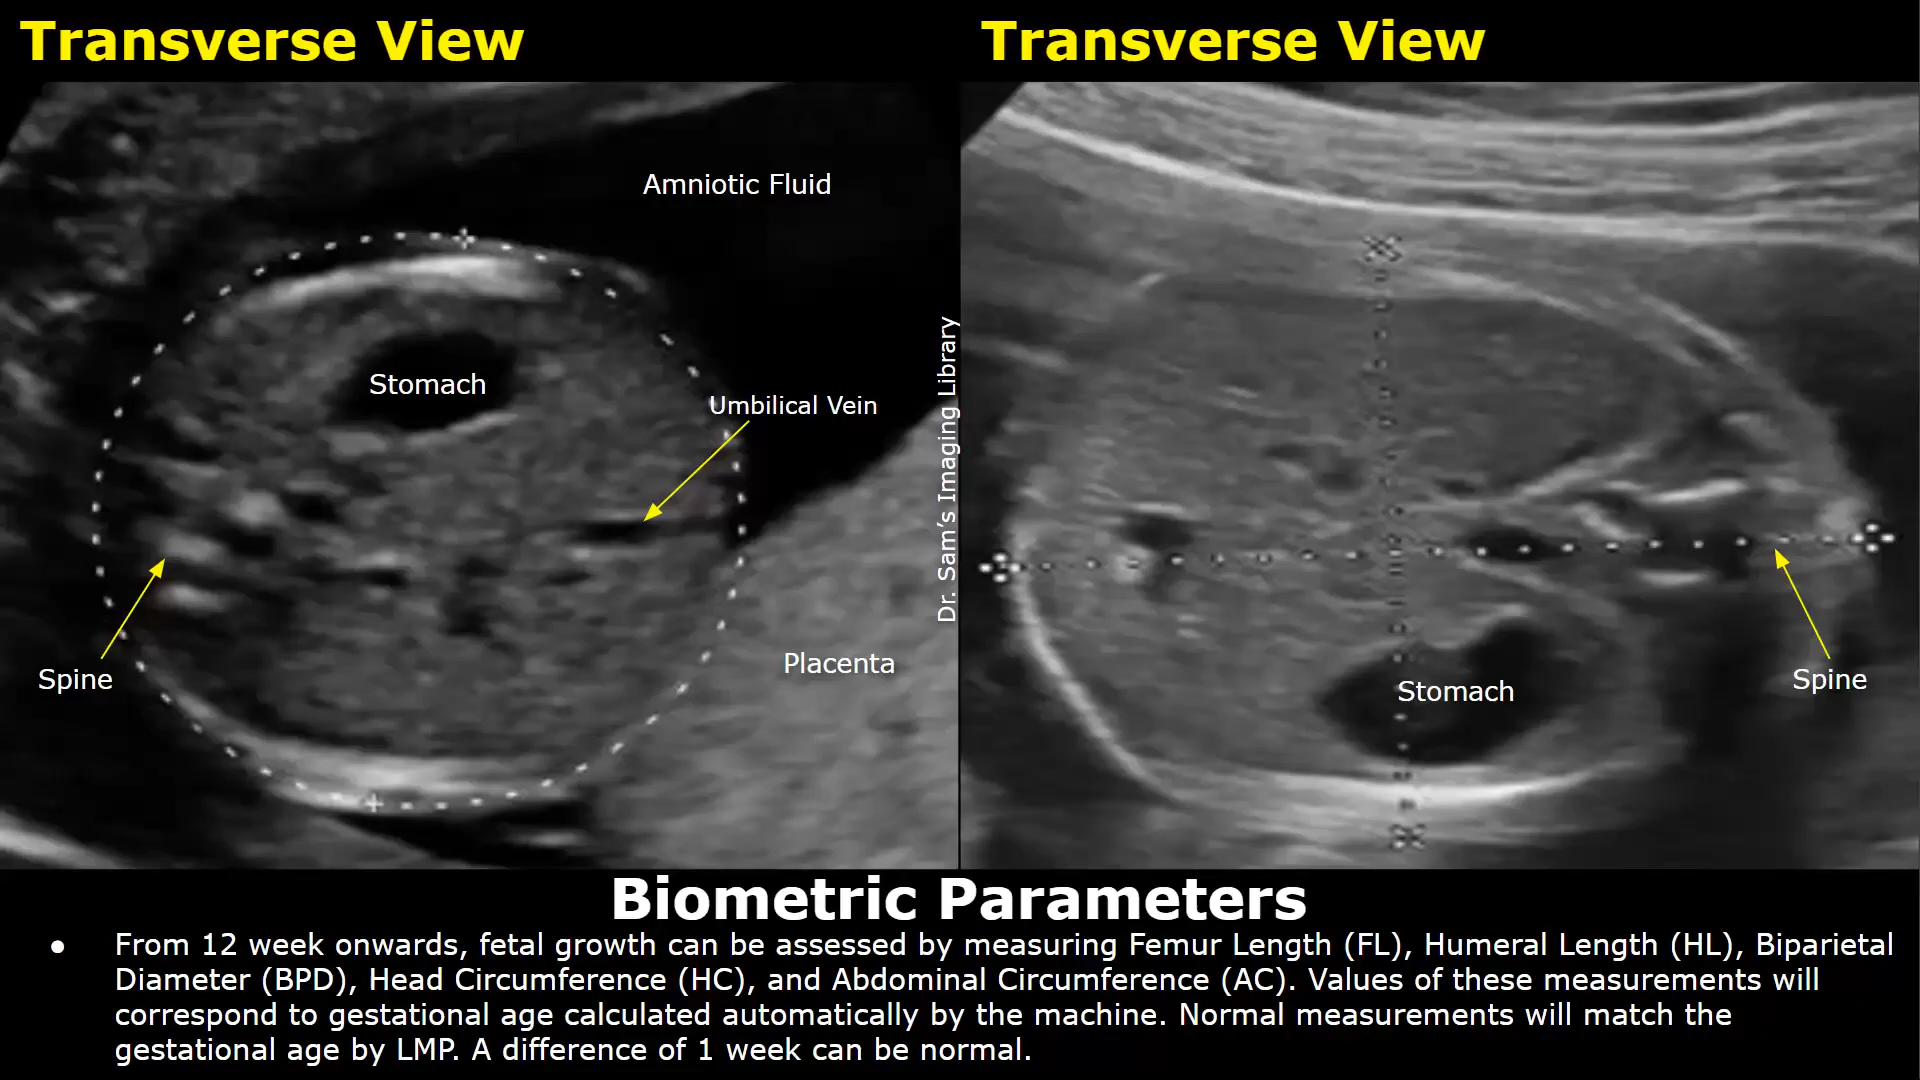 Transverse View
Transverse View
Amniotic Fluid
Stomach
Umbilical Vein
Spine
Placenta
Dr. Sam’s Imaging Library
Stomach
Spine
Biometric Parameters
● From 12 week onwards, fetal growth can be assessed by measuring Femur Length (FL), Humeral Length (HL), Biparietal
Diameter (BPD), Head Circumference (HC), and Abdominal Circumference (AC). Values of these measurements will
correspond to gestational age calculated automatically by the machine. Normal measurements will match the
gestational age by LMP. A difference of 1 week can be normal.